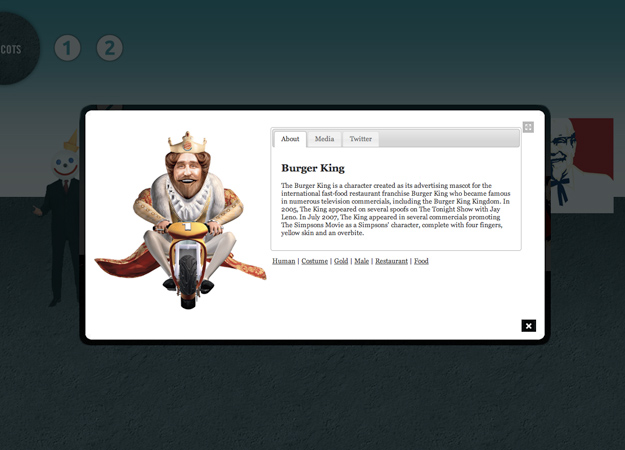 COTS
1 2
About Media Twitter
Burger King
The Burger King is a character created as its advertising mascot for the
international fast-food restaurant franchise Burger King who became famous
in numerous television commercials, including the Burger King Kingdom. In
2005, The King appeared on several spoofs on The Tonight Show with Jay
Leno. In July 2007, The King appeared in several commercials promoting
The Simpsons Movie as a Simpsons' character, complete with four fingers,
yellow skin and an overbite.
Human | Costume | Gold | Male | Restaurant | Food